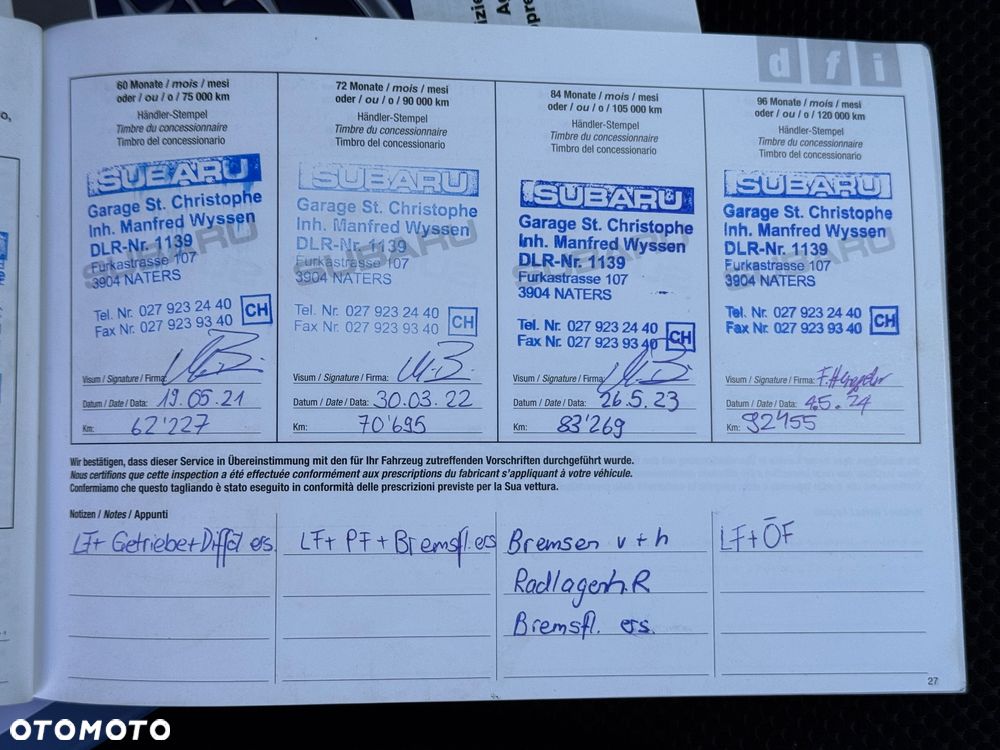 d f i
60 Monate / mois / mesi
oder / ou / o / 75 000 km
Händler-Stempel
Timbre du concessionnaire
Timbro del concessionario
SUBARU
Garage St. Christophe
Inh. Manfred Wyssen
DLR-Nr. 1139
Furkastrasse 107
3904 NATERS
Tel. Nr. 027 923 24 40
Fax Nr. 027 923 93 40
CH
Visum / Signature / Firma:
Datum / Date / Data: 19.05.21
Km: 62'227
72 Monate / mois / mesi
oder / ou / o / 90 000 km
Händler-Stempel
Timbre du concessionnaire
Timbro del concessionario
SUBARU
Garage St. Christophe
Inh. Manfred Wyssen
DLR-Nr. 1139
Furkastrasse 107
3904 NATERS
Tel. Nr. 027 923 24 40
Fax Nr. 027 923 93 40
CH
Visum / Signature / Firma:
Datum / Date / Data: 30.03.22
Km: 70'695
84 Monate / mois / mesi
oder / ou / o / 105 000 km
Händler-Stempel
Timbre du concessionnaire
Timbro del concessionario
SUBARU
Garage St. Christophe
Inh. Manfred Wyssen
DLR-Nr. 1139
Furkastrasse 107
3904 NATERS
Tel. Nr. 027 923 24 40
Fax Nr. 027 923 93 40
CH
Visum / Signature / Firma:
Datum / Date / Data: 26.5.23
Km: 83'269
96 Monate / mois / mesi
oder / ou / o / 120 000 km
Händler-Stempel
Timbre du concessionnaire
Timbro del concessionario
SUBARU
Garage St. Christophe
Inh. Manfred Wyssen
DLR-Nr. 1139
Furkastrasse 107
3904 NATERS
Tel. Nr. 027 923 24 40
Fax Nr. 027 923 93 40
CH
Visum / Signature / Firma:
Datum / Date / Data: 4.5.24
Km: 92455
Wir bestätigen, dass dieser Service in Übereinstimmung mit den für Ihr Fahrzeug zutreffenden Vorschriften durchgeführt wurde.
Nous certifions que cette inspection a été effectuée conformément aux prescriptions du fabricant s'appliquant à votre véhicule.
Confermiamo che questo tagliando è stato eseguito in conformità delle prescrizioni previste per la Sua vettura.
Notizen / Notes / Appunti
LF+ Getriebe+Difföl ers.
LF+ PF + Bremsfl. ers
Bremsen v + h
Radlager h. R
Bremsfl. ers.
LF+ ÖF
27
OTOMOTO